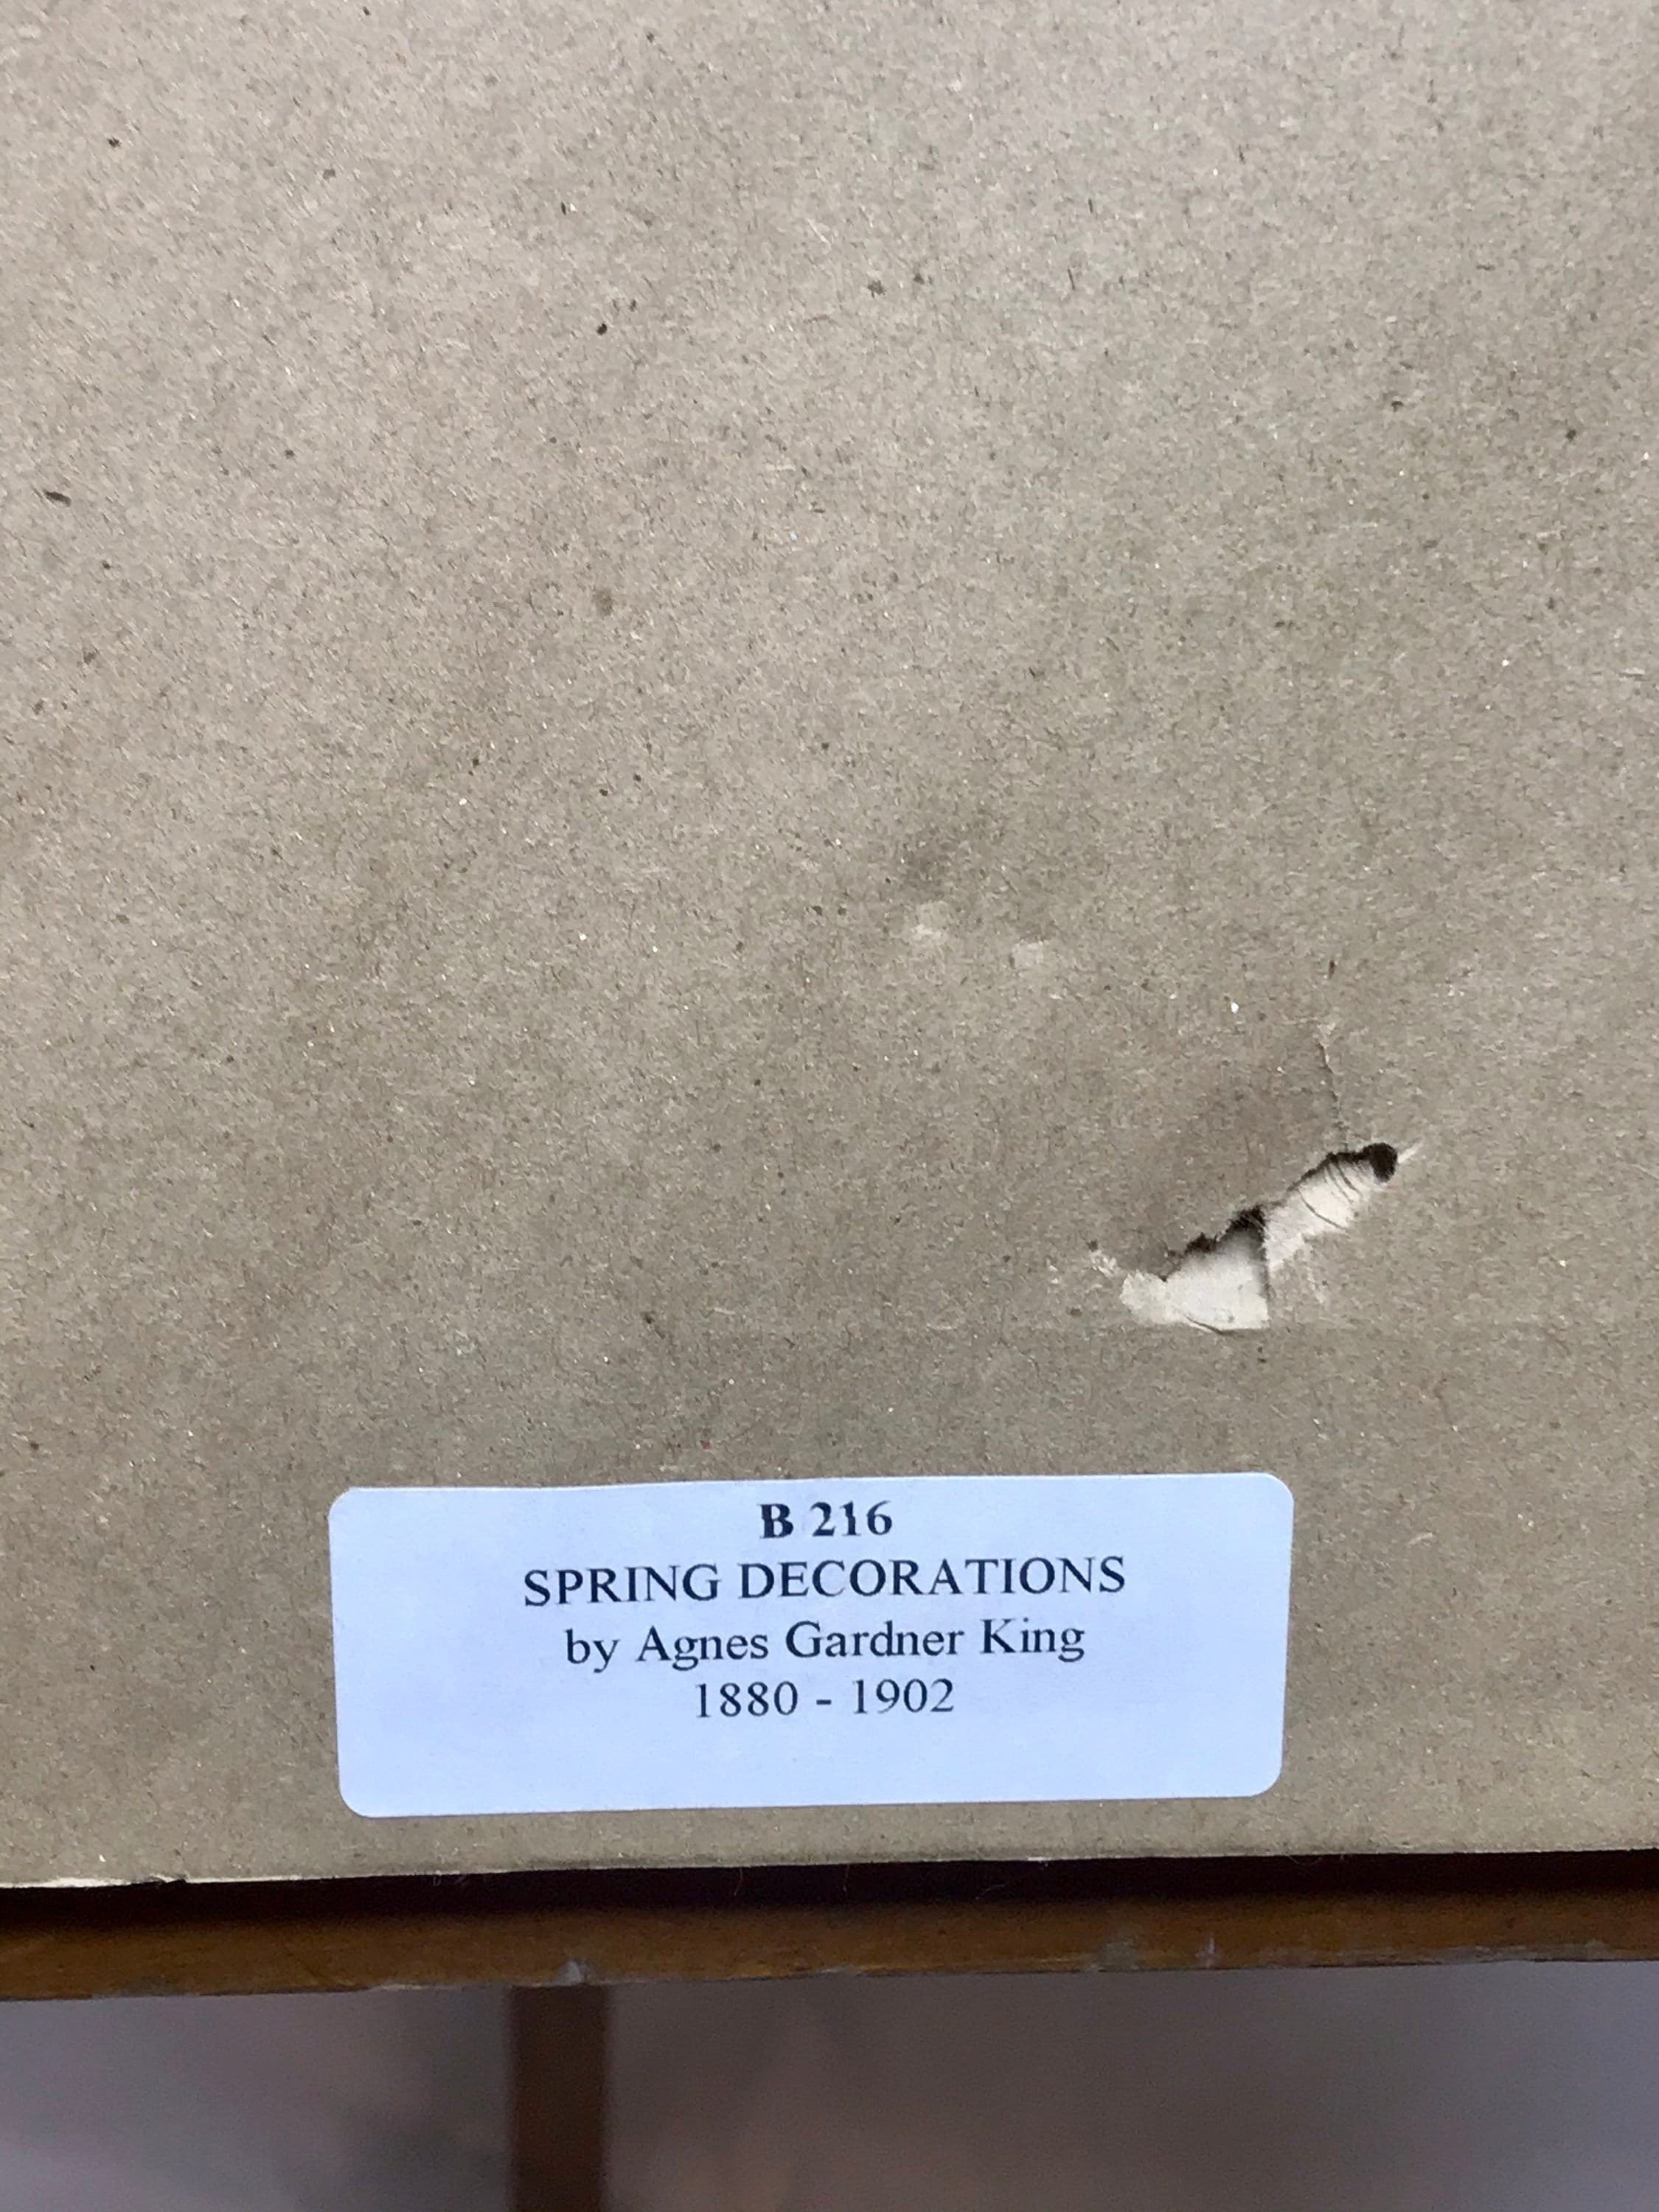 B 216
SPRING DECORATIONS
by Agnes Gardner King
1880 - 1902